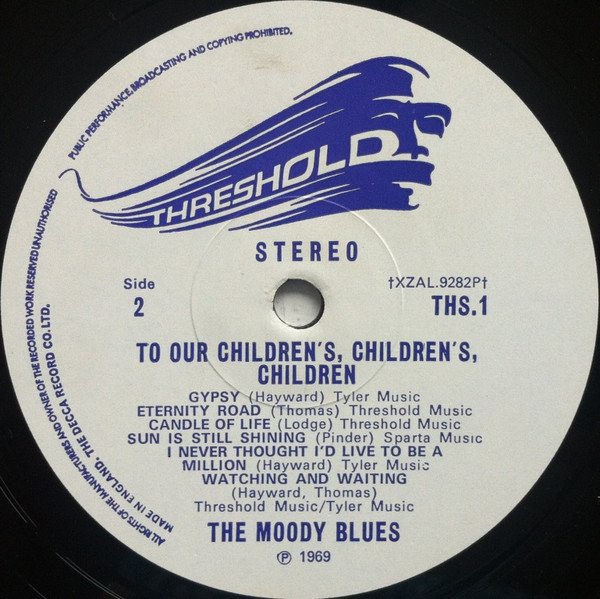 PUBLIC PERFORMANCE, BROADCASTING AND COPYING PROHIBITED.
ALL RIGHTS OF THE MANUFACTURERS AND OWNER OF THE RECORDED WORK RESERVED UNAUTHORISED
MADE IN ENGLAND. THE DECCA RECORD CO. LTD.
THRESHOLD
STEREO
Side †XZAL.9282P†
2 THS.1
TO OUR CHILDREN'S, CHILDREN'S,
CHILDREN
GYPSY (Hayward) Tyler Music
ETERNITY ROAD (Thomas) Threshold Music
CANDLE OF LIFE (Lodge) Threshold Music
SUN IS STILL SHINING (Pinder) Sparta Music
I NEVER THOUGHT I'D LIVE TO BE A
MILLION (Hayward) Tyler Music
WATCHING AND WAITING
(Hayward, Thomas)
Threshold Music/Tyler Music
THE MOODY BLUES
℗ 1969